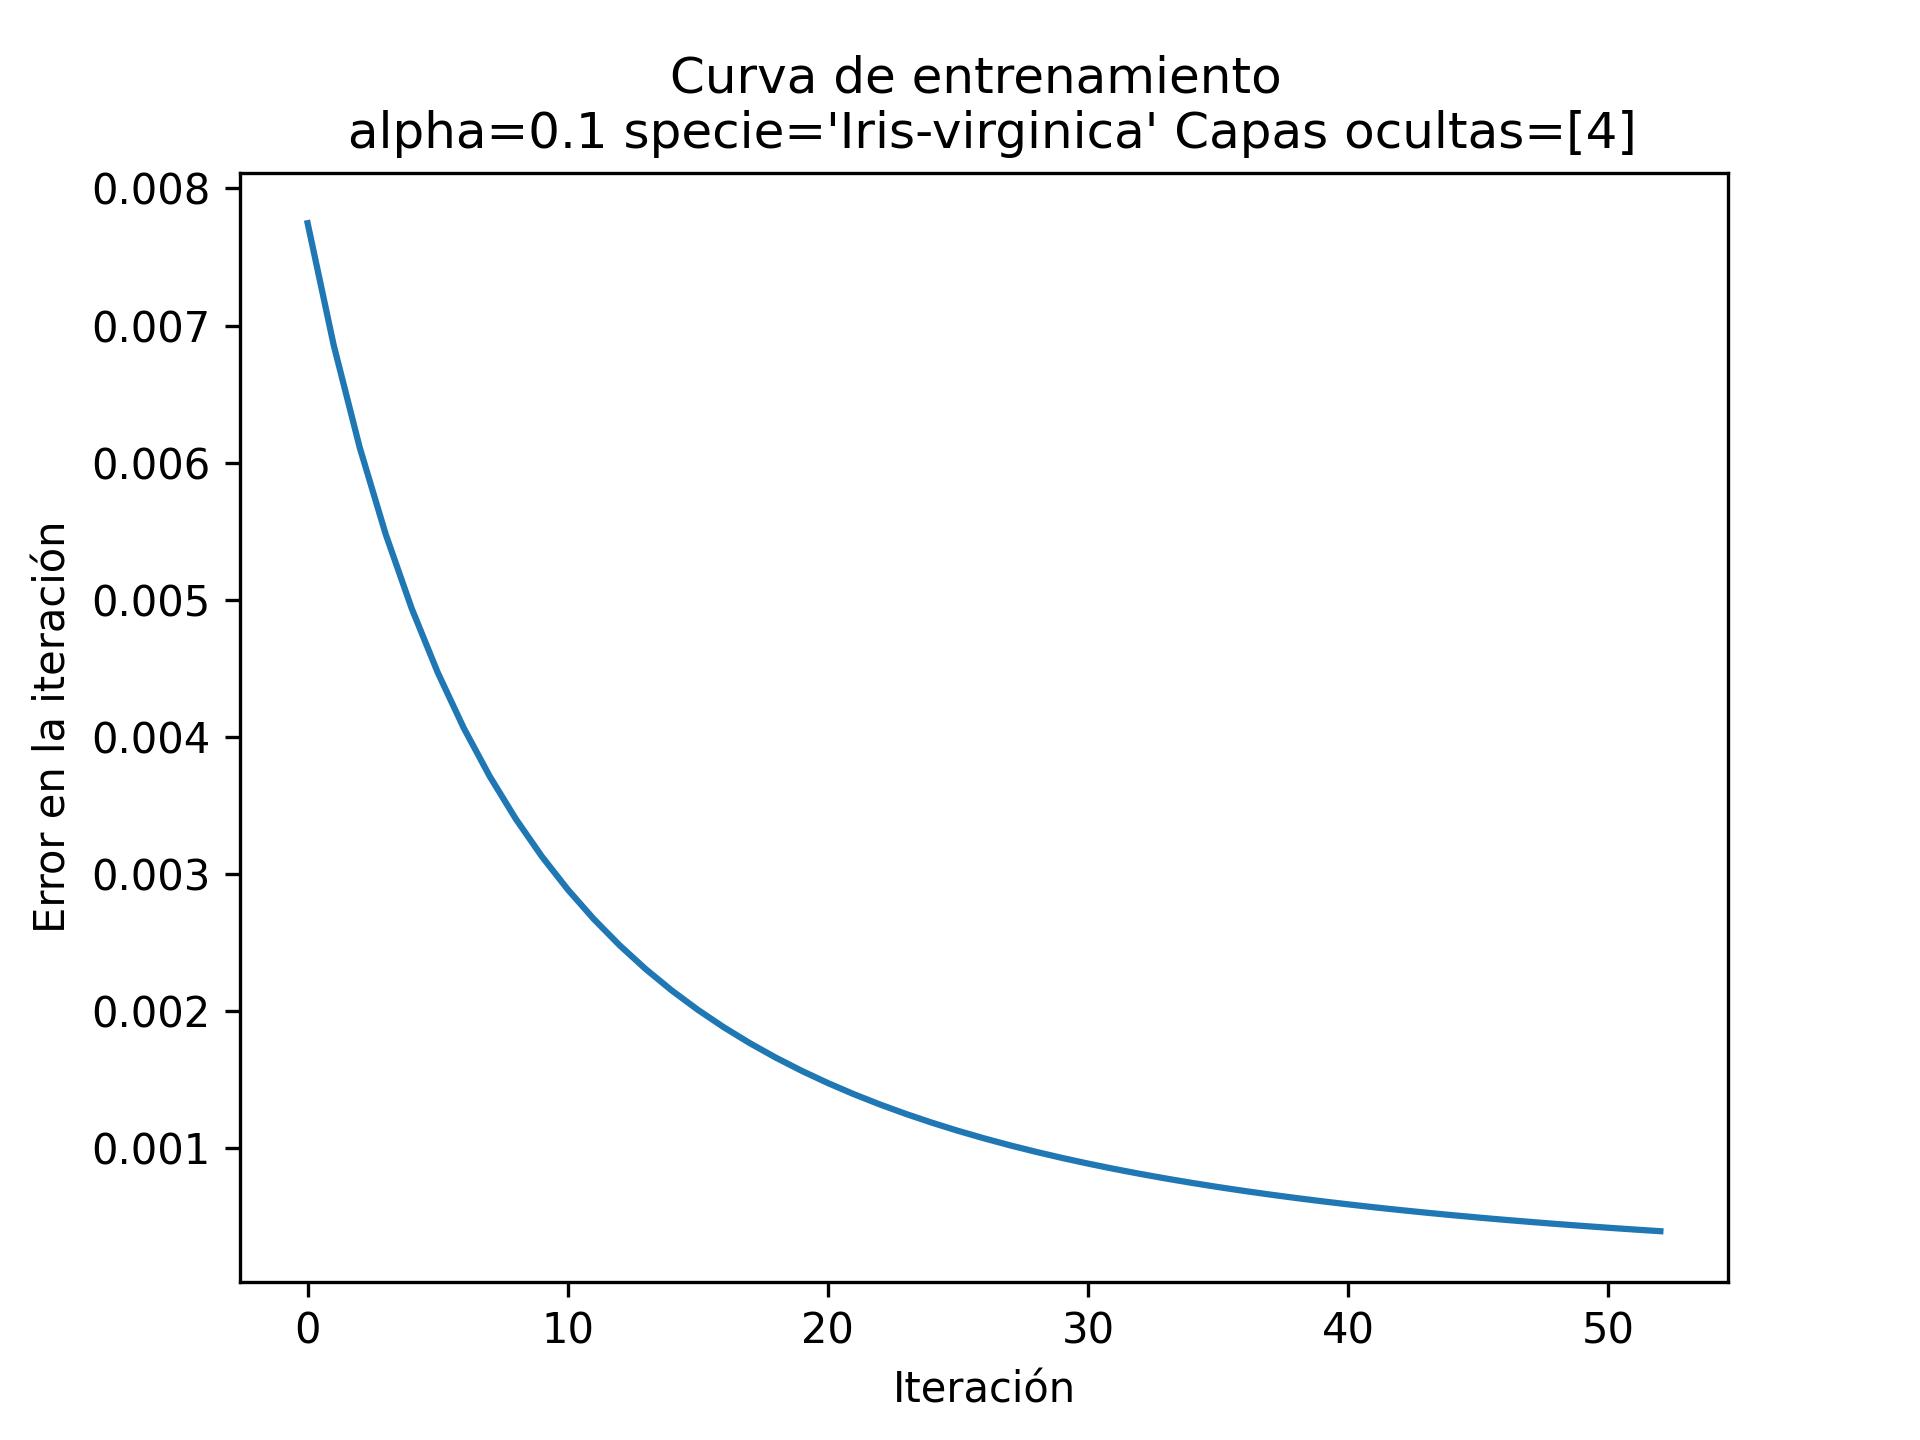 Curva de entrenamiento
alpha=0.1 specie='Iris-virginica' Capas ocultas=[4]
0.008
0.007
0.006
0.005
0.004
0.003
0.002
0.001
Error en la iteración
0 10 20 30 40 50
Iteración